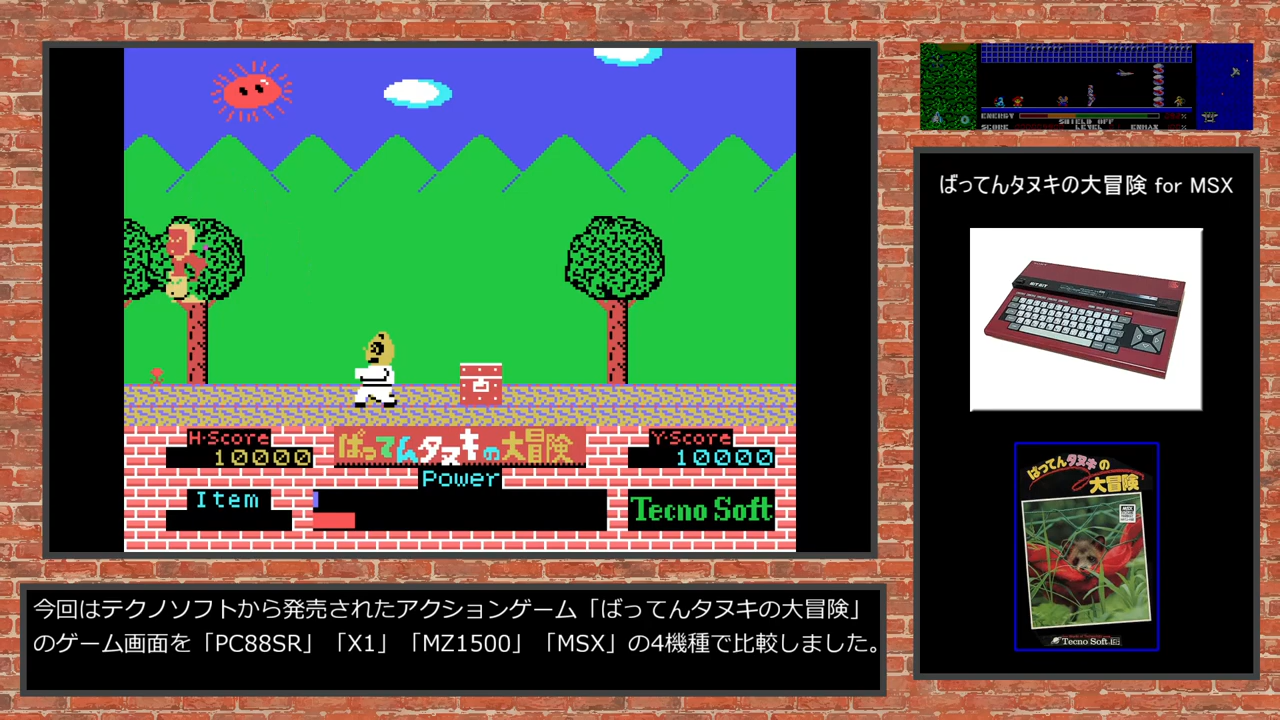 H-Score
10000
ばってんタヌキの大冒険
Y-Score
10000
Power
Item
Tecno Soft
今回はテクノソフトから発売されたアクションゲーム「ばってんタヌキの大冒険」
のゲーム画面を「PC88SR」「X1」「MZ1500」「MSX」の4機種で比較しました。
ENERGY
SHIELD OFF
SCORE
LEVEL
ENMAX
ばってんタヌキの大冒険 for MSX
HIT BIT
ばってんタヌキの
大冒険
MSX
Tecno Soft